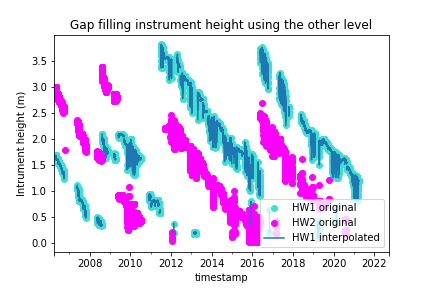 Gap filling instrument height using the other level
Intrument height (m)
3.5
3.0
2.5
2.0
1.5
1.0
0.5
0.0
HW1 original
HW2 original
HW1 interpolated
2008 2010 2012 2014 2016 2018 2020 2022
timestamp